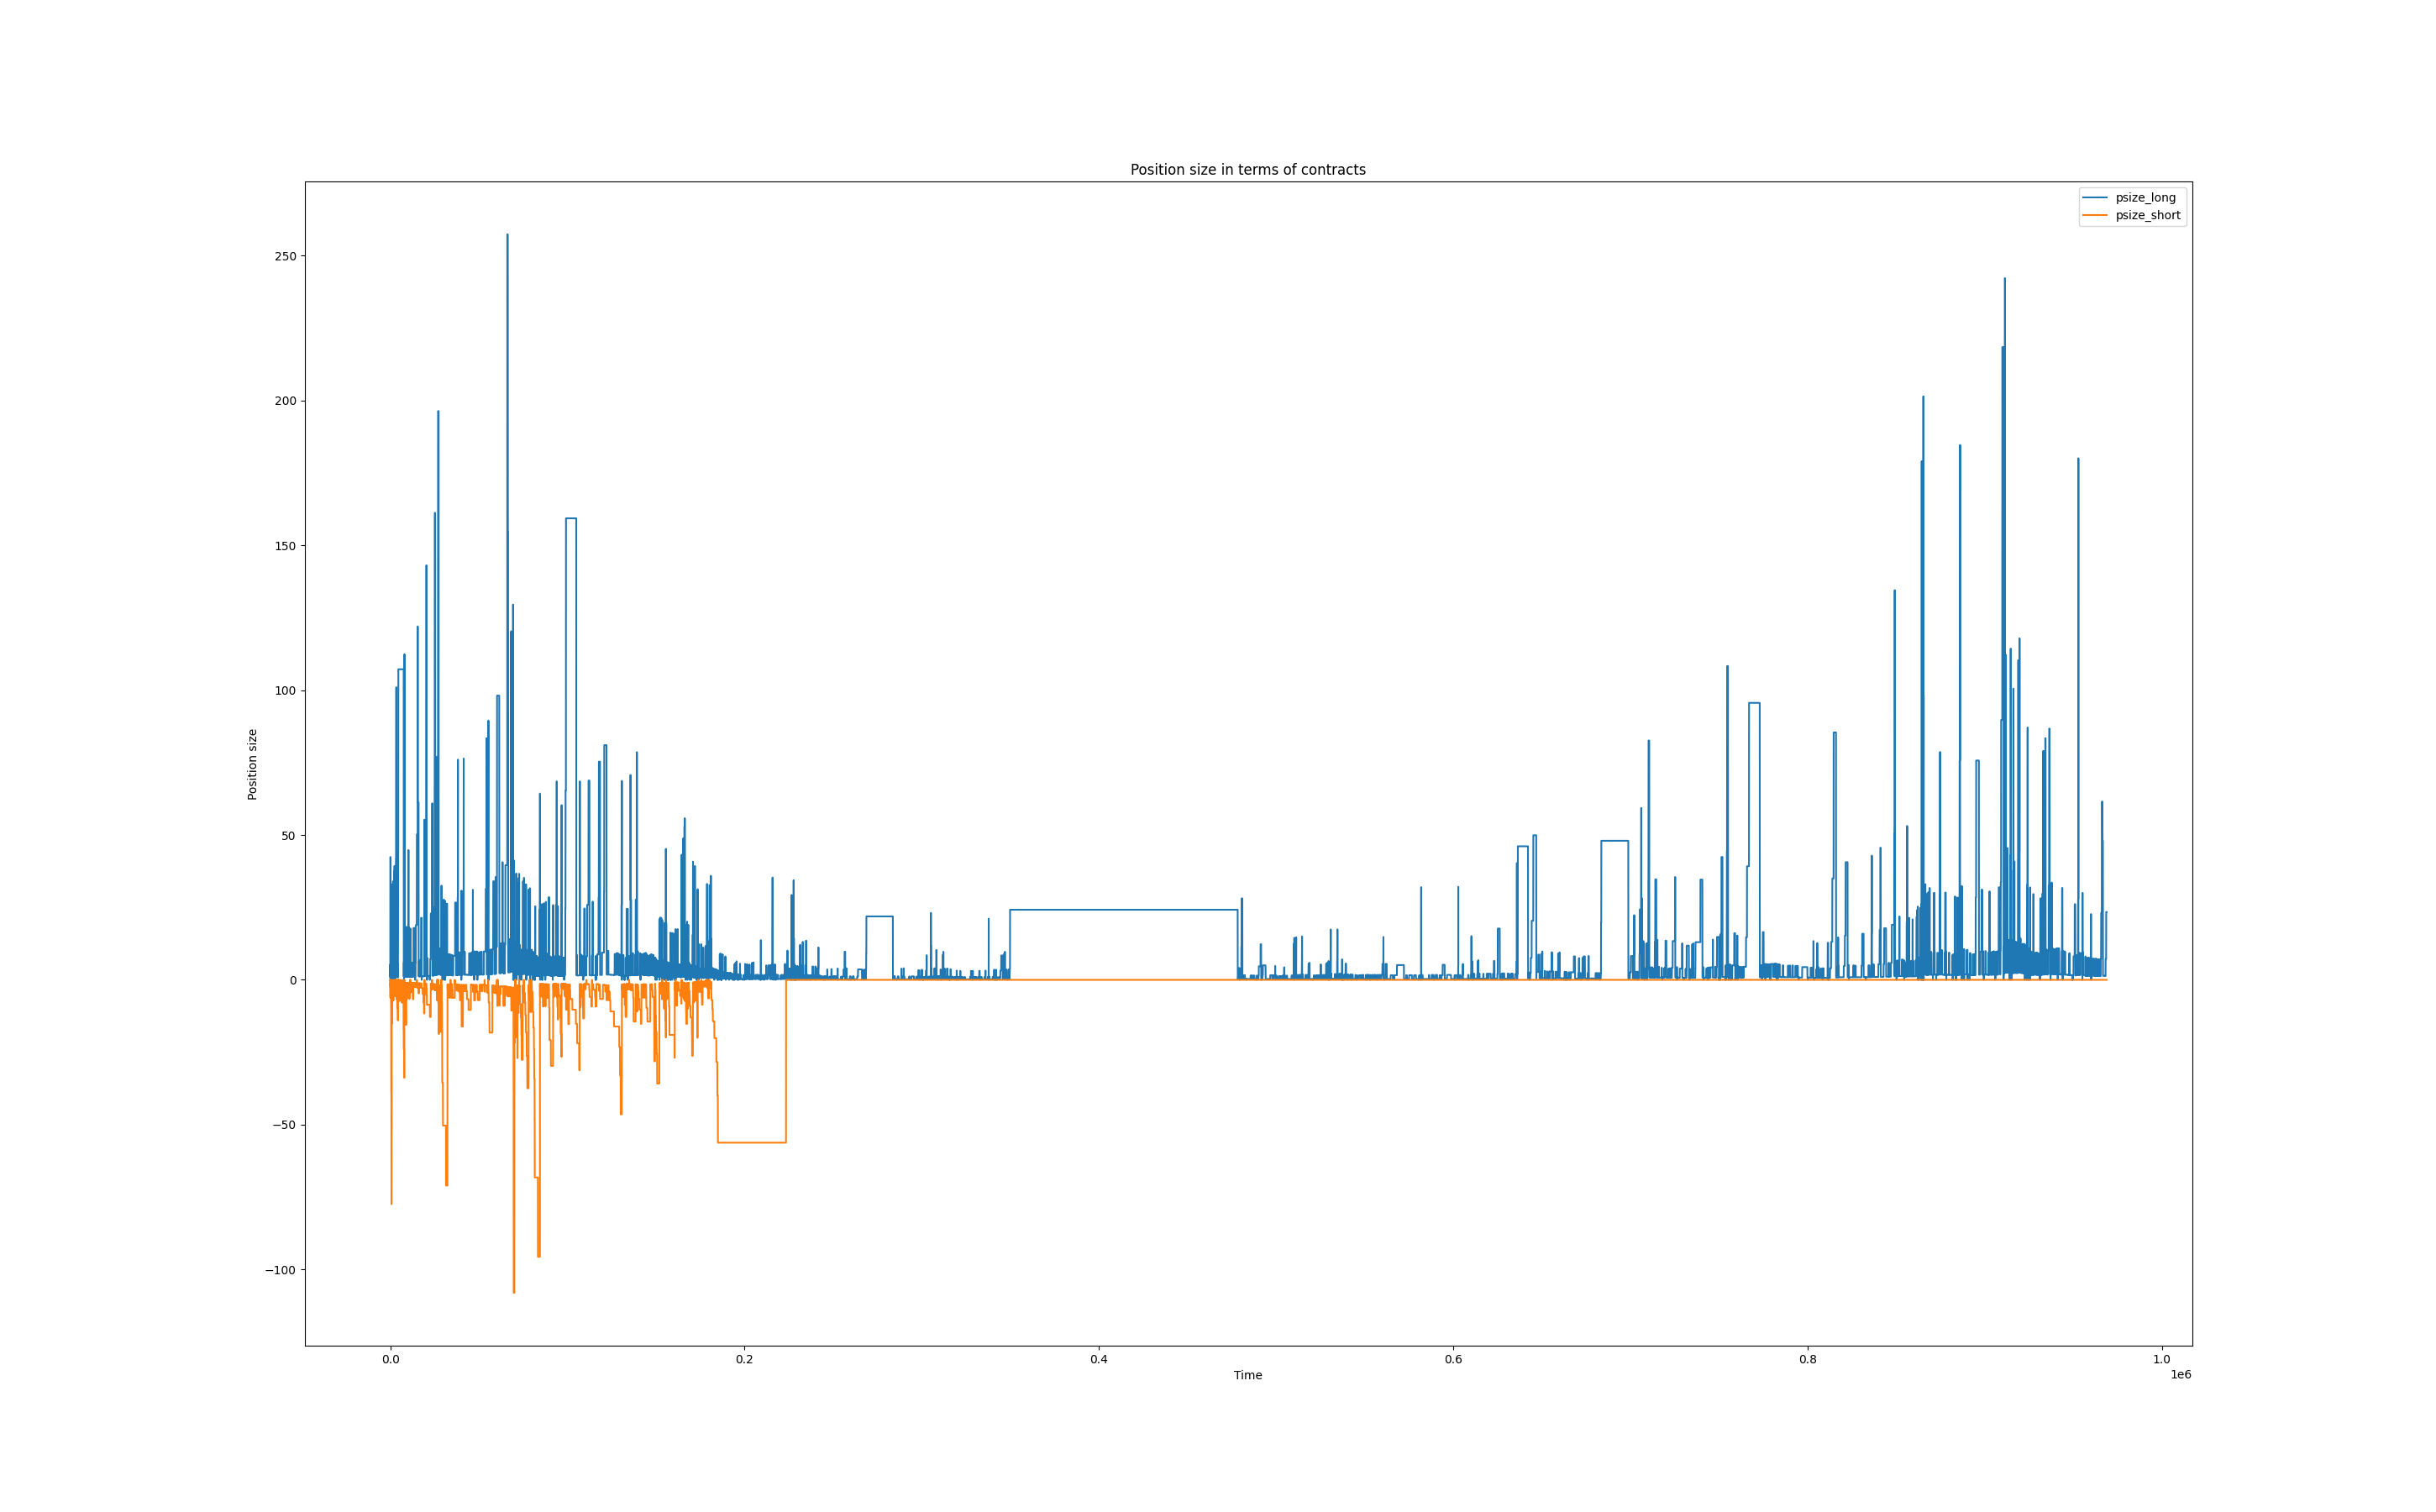 Position size in terms of contracts
psize_long
psize_short
250
200
150
100
50
0
−50
−100
Position size
0.0
0.2
0.4
0.6
0.8
1.0
Time
1e6